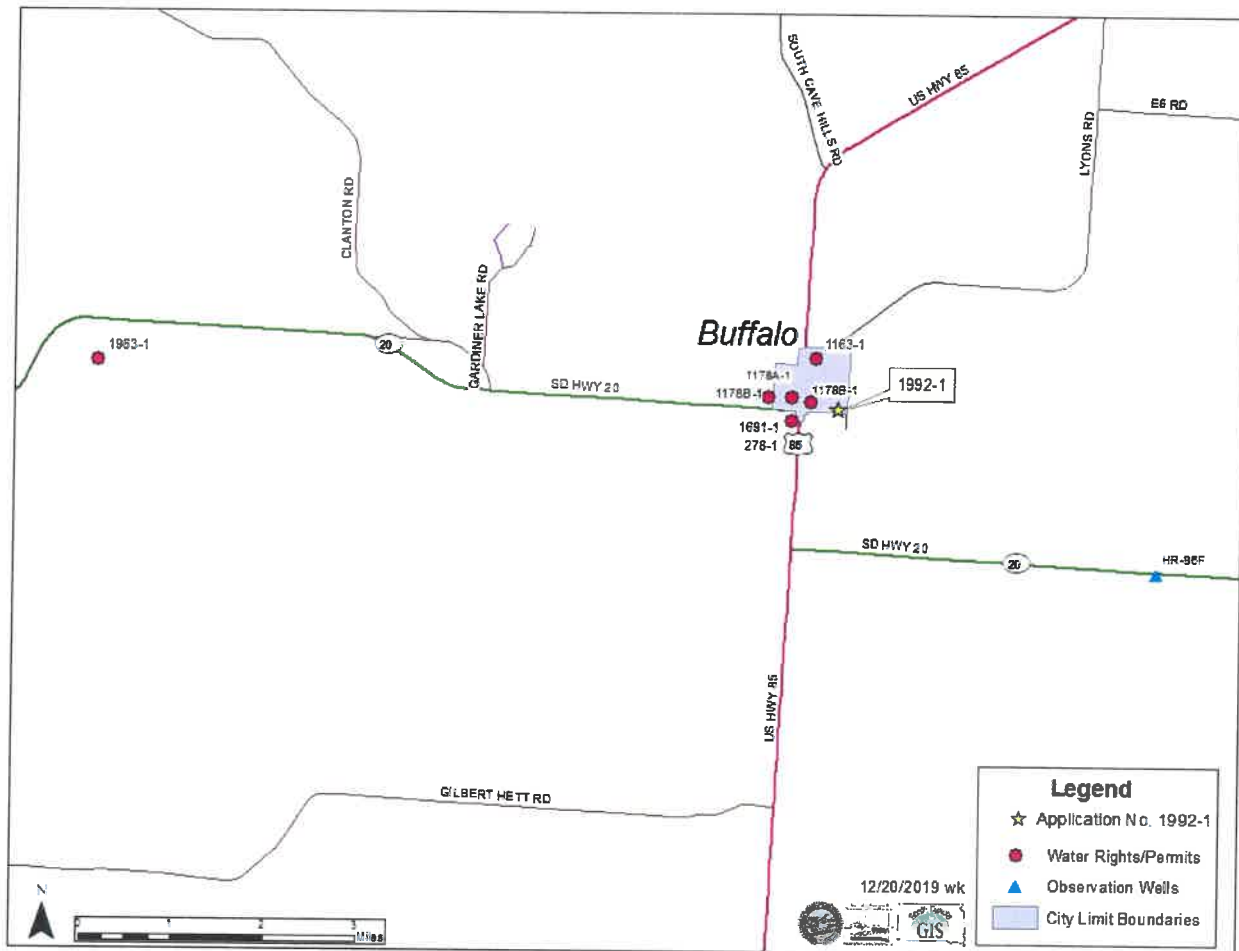 SOUTH CAVE HILLS RD
US HWY 85
E6 RD
LYONS RD
CLANTON RD
GARDINER LAKE RD
Buffalo
1963-1
20
1163-1
1178A-1
1178B-1
1178B-1
1992-1
SD HWY 20
1691-1
278-1
85
SD HWY 20
20
HR-95F
US HWY 85
GILBERT HETT RD
Legend
Application No. 1992-1
Water Rights/Permits
Observation Wells
City Limit Boundaries
12/20/2019 wk
GIS
N
0 1 2 3
Miles